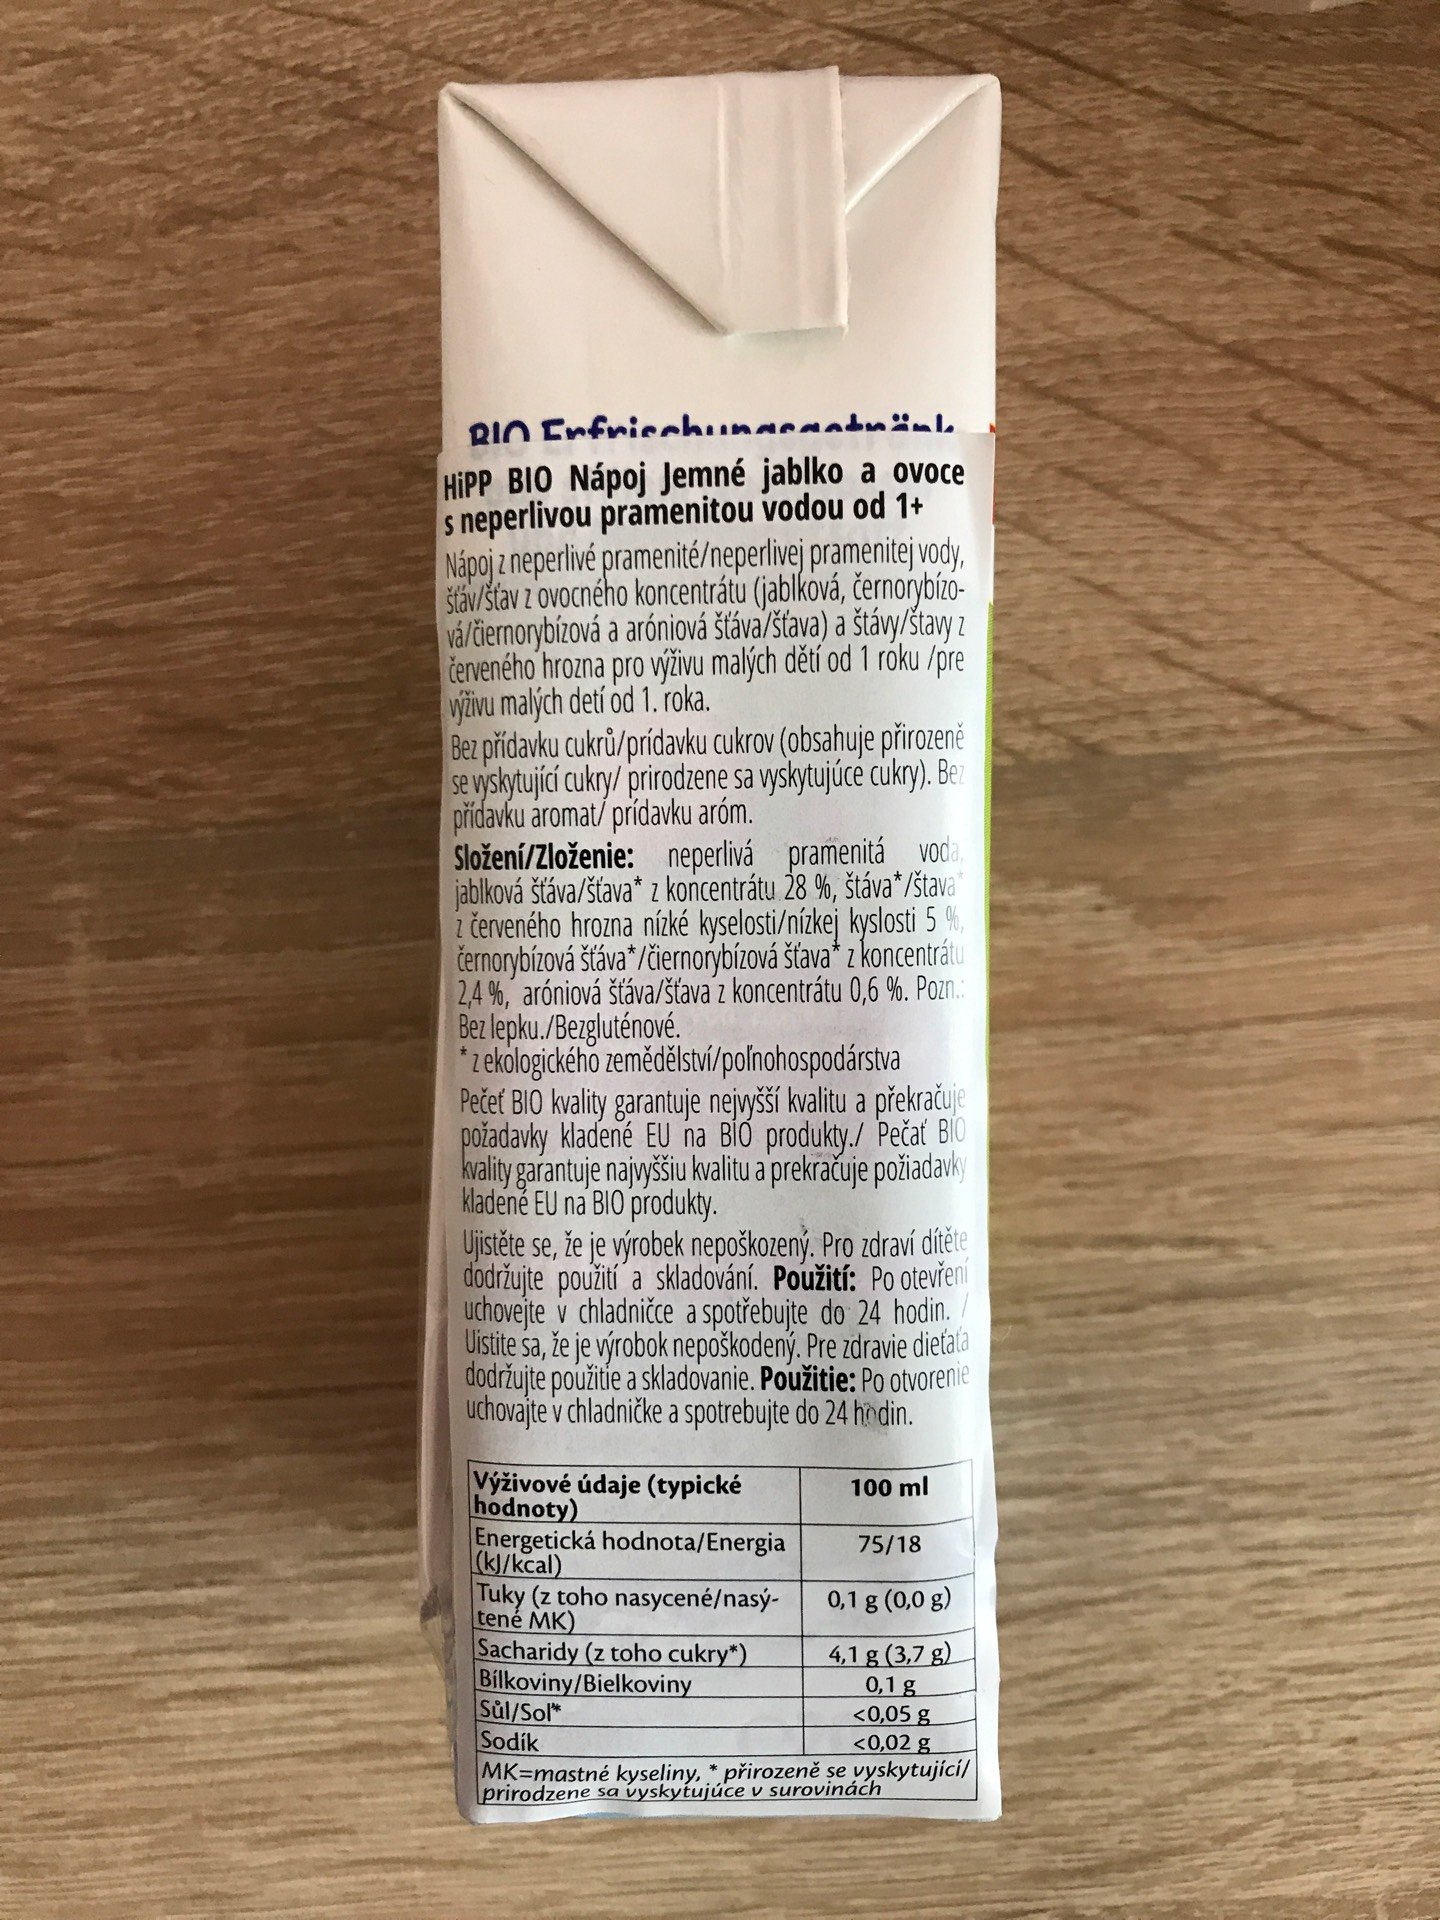 BIO Erfrischungsgetränk
HiPP BIO Nápoj Jemné jablko a ovoce
s neperlivou pramenitou vodou od 1+
Nápoj z neperlivé pramenité/neperlivej pramenitej vody,
šťáv/šťav z ovocného koncentrátu (jablková, černorybízo-
vá/čiernorybízová a aróniová šťáva/šťava) a štávy/štavy z
červeného hrozna pro výživu malých dětí od 1 roku /pre
výživu malých detí od 1. roka.
Bez přídavku cukrů/prídavku cukrov (obsahuje přirozeně
se vyskytující cukry/ prirodzene sa vyskytujúce cukry). Bez
přídavku aromat/ prídavku aróm.
Složení/Zloženie: neperlivá pramenitá voda,
jablková šťáva/šťava* z koncentrátu 28 %, štáva*/štava*
z červeného hrozna nízké kyselosti/nízkej kyslosti 5 %,
černorybízová šťáva*/čiernorybízová šťava* z koncentrátu
2,4 %, aróniová šťáva/šťava z koncentrátu 0,6 %. Pozn.:
Bez lepku./Bezgluténové.
* z ekologického zemědělství/poľnohospodárstva
Pečeť BIO kvality garantuje nejvyšší kvalitu a překračuje
požadavky kladené EU na BIO produkty./ Pečať BIO
kvality garantuje najvyššiu kvalitu a prekračuje požiadavky
kladené EU na BIO produkty.
Ujistěte se, že je výrobek nepoškozený. Pro zdraví dítěte
dodržujte použití a skladování. Použití: Po otevření
uchovejte v chladničce a spotřebujte do 24 hodin. /
Uistite sa, že je výrobok nepoškodený. Pre zdravie dieťaťa
dodržujte použitie a skladovanie. Použitie: Po otvorenie
uchovajte v chladničke a spotrebujte do 24 hodin.
Výživové údaje (typické 100 ml
hodnoty)
Energetická hodnota/Energia 75/18
(kJ/kcal)
Tuky (z toho nasycené/nasý- 0,1 g (0,0 g)
tené MK)
Sacharidy (z toho cukry*) 4,1 g (3,7 g)
Bílkoviny/Bielkoviny 0,1 g
Sůl/Sol* <0,05 g
Sodík <0,02 g
MK=mastné kyseliny, * přirozeně se vyskytující/
prirodzene sa vyskytujúce v surovinách